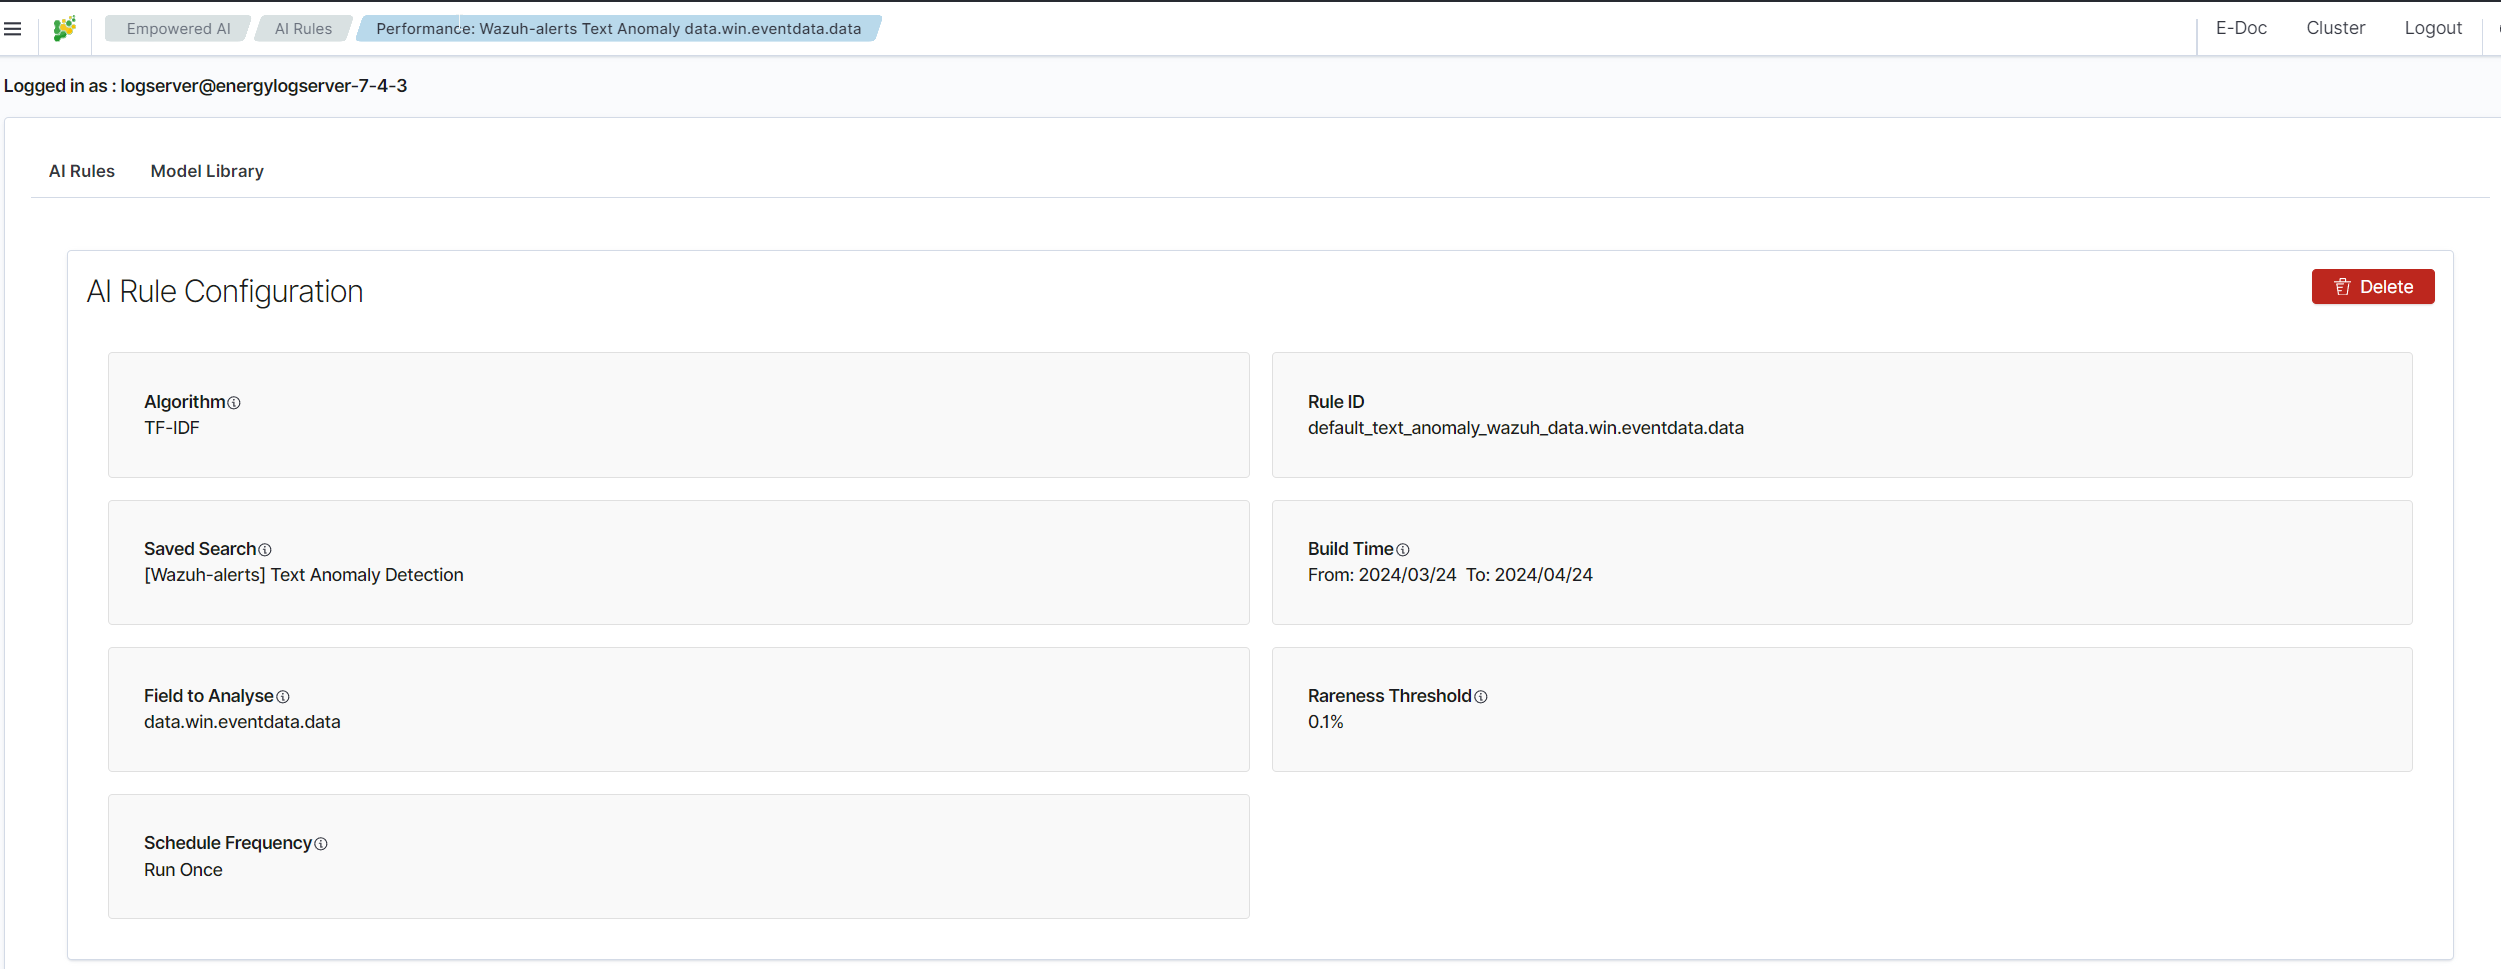 Empowered AI
AI Rules
Performance: Wazuh-alerts Text Anomaly data.win.eventdata.data
E-Doc
Cluster
Logout
Logged in as : logserver@energylogserver-7-4-3
AI Rules
Model Library
AI Rule Configuration
Delete
Algorithm
TF-IDF
Rule ID
default_text_anomaly_wazuh_data.win.eventdata.data
Saved Search
[Wazuh-alerts] Text Anomaly Detection
Build Time
From: 2024/03/24 To: 2024/04/24
Field to Analyse
data.win.eventdata.data
Rareness Threshold
0.1%
Schedule Frequency
Run Once